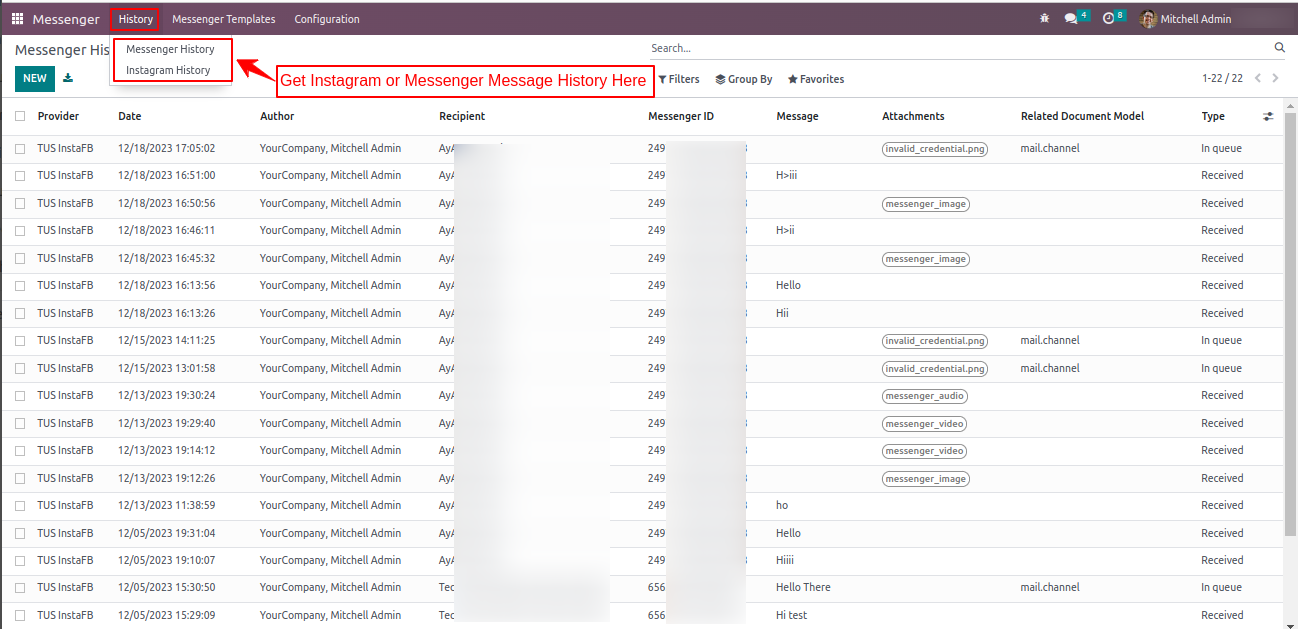 Messenger History Messenger Templates Configuration 4 8 Mitchell Admin
Messenger His Search...
Messenger History
Instagram History
NEW Get Instagram or Messenger Message History Here Filters Group By Favorites 1-22 / 22
Provider Date Author Recipient Messenger ID Message Attachments Related Document Model Type
TUS InstaFB 12/18/2023 17:05:02 YourCompany, Mitchell Admin AyA 249 invalid_credential.png mail.channel In queue
TUS InstaFB 12/18/2023 16:51:00 YourCompany, Mitchell Admin AyA 249 H>iii Received
TUS InstaFB 12/18/2023 16:50:56 YourCompany, Mitchell Admin AyA 249 messenger_image Received
TUS InstaFB 12/18/2023 16:46:11 YourCompany, Mitchell Admin AyA 249 H>ii Received
TUS InstaFB 12/18/2023 16:45:32 YourCompany, Mitchell Admin AyA 249 messenger_image Received
TUS InstaFB 12/18/2023 16:13:56 YourCompany, Mitchell Admin AyA 249 Hello Received
TUS InstaFB 12/18/2023 16:13:26 YourCompany, Mitchell Admin AyA 249 Hii Received
TUS InstaFB 12/15/2023 14:11:25 YourCompany, Mitchell Admin AyA 249 invalid_credential.png mail.channel In queue
TUS InstaFB 12/15/2023 13:01:58 YourCompany, Mitchell Admin AyA 249 invalid_credential.png mail.channel In queue
TUS InstaFB 12/13/2023 19:30:24 YourCompany, Mitchell Admin AyA 249 messenger_audio Received
TUS InstaFB 12/13/2023 19:29:40 YourCompany, Mitchell Admin AyA 249 messenger_video Received
TUS InstaFB 12/13/2023 19:14:12 YourCompany, Mitchell Admin AyA 249 messenger_video Received
TUS InstaFB 12/13/2023 19:12:26 YourCompany, Mitchell Admin AyA 249 messenger_image Received
TUS InstaFB 12/13/2023 11:38:59 YourCompany, Mitchell Admin AyA 249 ho Received
TUS InstaFB 12/05/2023 19:31:04 YourCompany, Mitchell Admin AyA 249 Hello Received
TUS InstaFB 12/05/2023 19:10:07 YourCompany, Mitchell Admin AyA 249 Hiiii Received
TUS InstaFB 12/05/2023 15:30:50 YourCompany, Mitchell Admin Tec 656 Hello There mail.channel In queue
TUS InstaFB 12/05/2023 15:29:09 YourCompany, Mitchell Admin Tec 656 Hi test Received